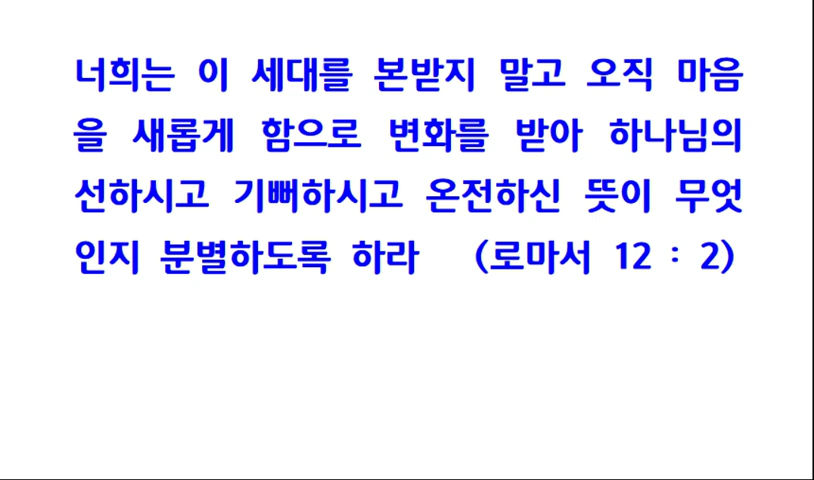 너희는 이 세대를 본받지 말고 오직 마음
을 새롭게 함으로 변화를 받아 하나님의
선하시고 기뻐하시고 온전하신 뜻이 무엇
인지 분별하도록 하라 (로마서 12 : 2)